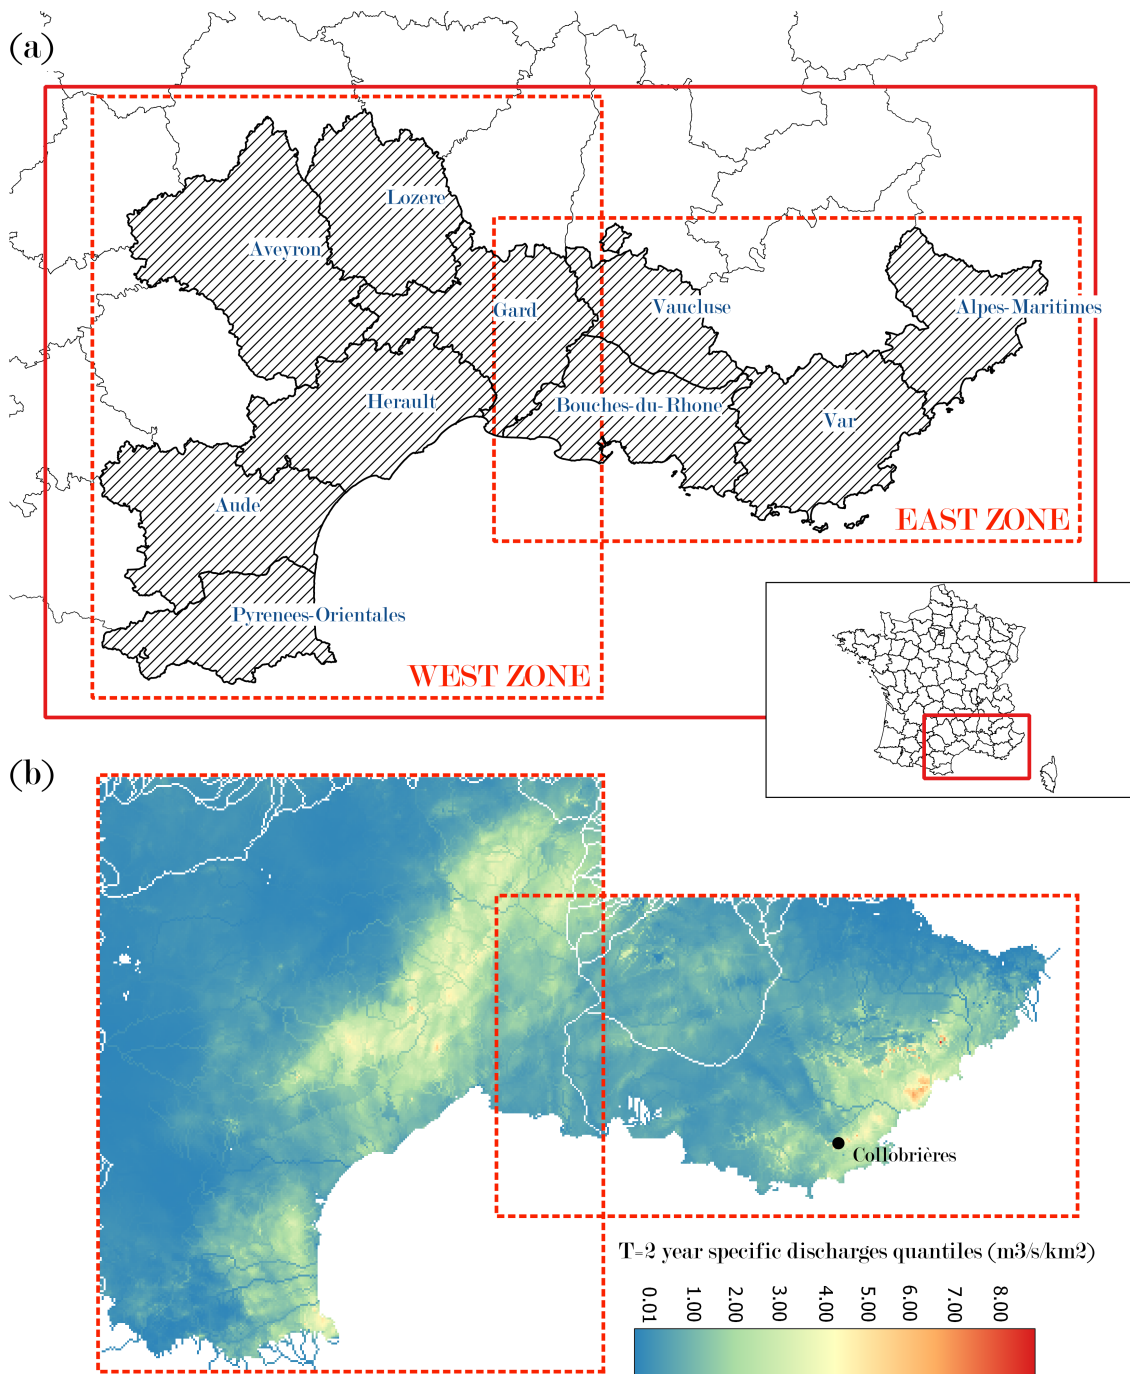 (a)
Lozere
Aveyron
Gard
Vaucluse
Alpes-Maritimes
Herault
Bouches-du-Rhone
Var
Aude
EAST ZONE
Pyrenees-Orientales
WEST ZONE
(b)
Collobrières
T=2 year specific discharges quantiles (m3/s/km2)
0.01 1.00 2.00 3.00 4.00 5.00 6.00 7.00 8.00